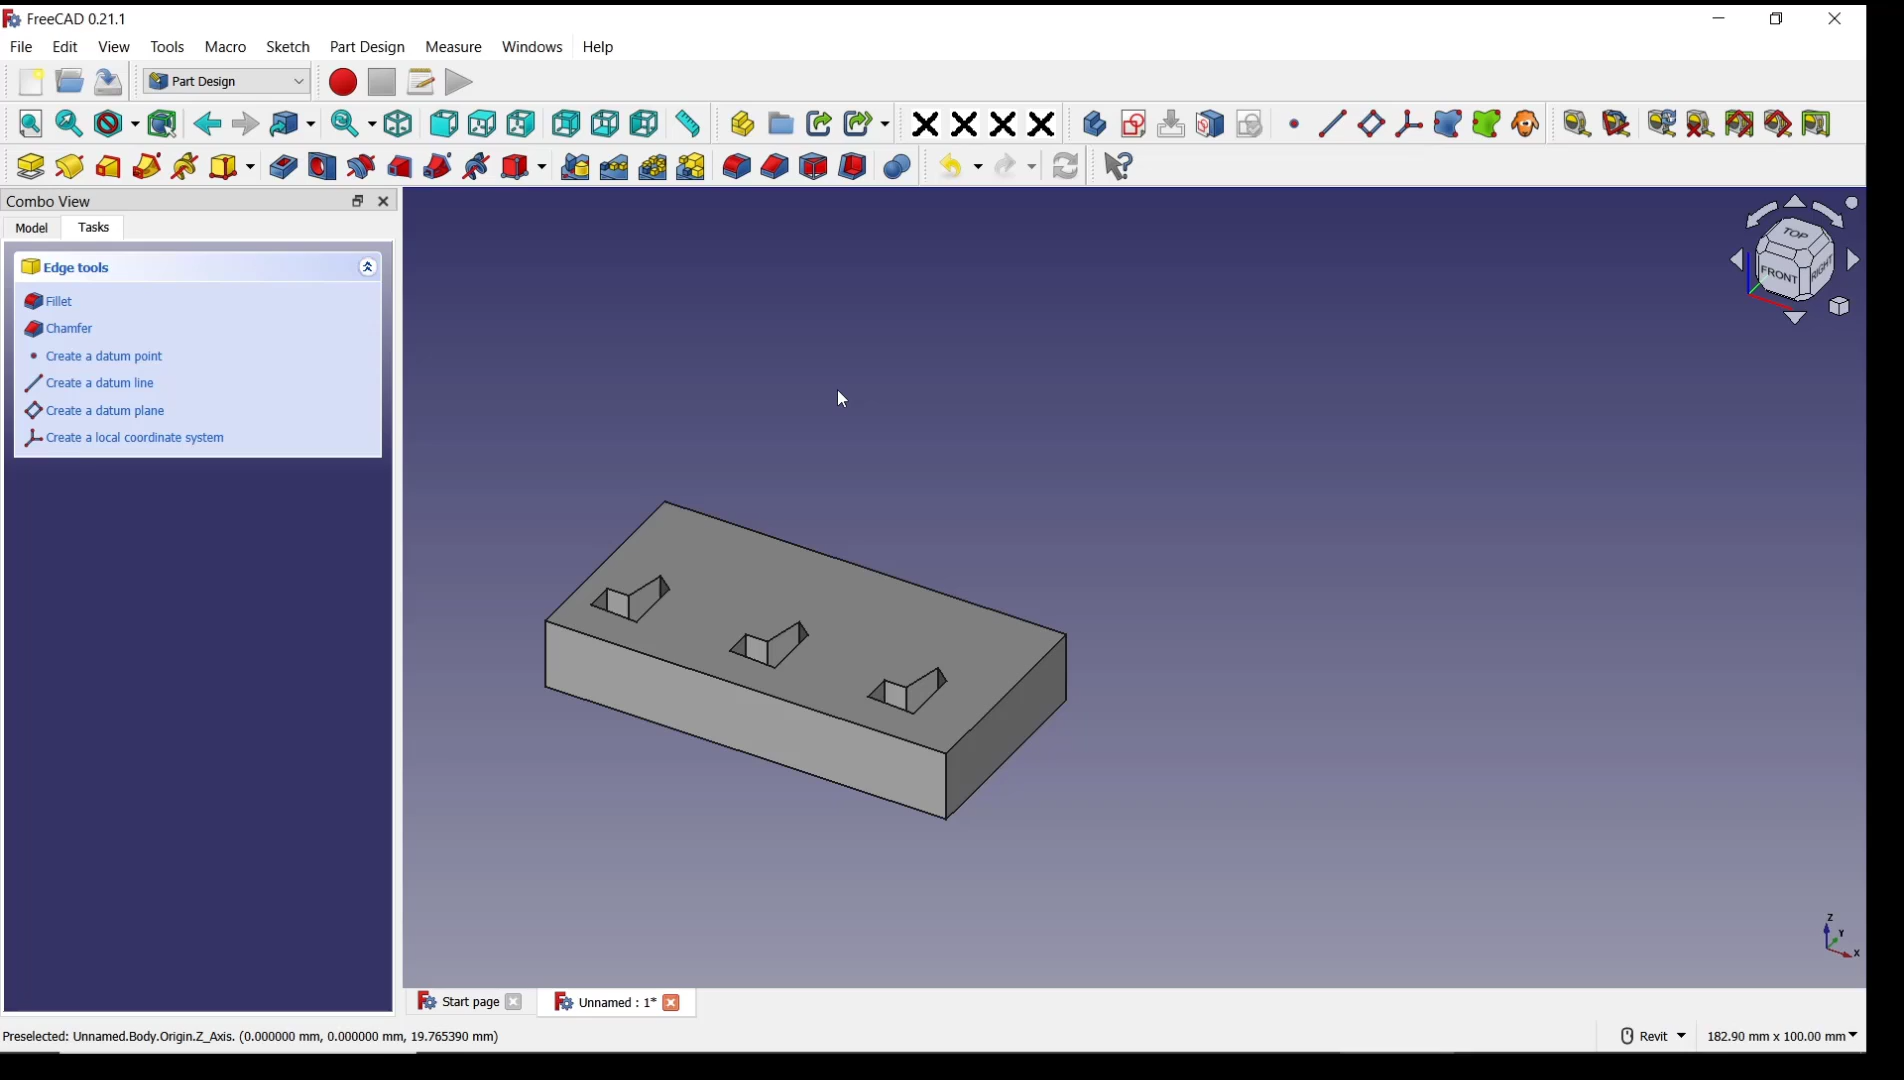 FreeCAD 0.21.1
File Edit View Tools Macro Sketch Part Design Measure Windows Help
Part Design
Combo View
Model Tasks
Edge tools
Fillet
Chamfer
Create a datum point
Create a datum line
Create a datum plane
Create a local coordinate system
TOP
FRONT
RIGHT
Z
Y
X
Start page
Unnamed : 1*
Preselected: Unnamed.Body.Origin.Z_Axis. (0.000000 mm, 0.000000 mm, 19.765390 mm)
Revit
182.90 mm x 100.00 mm